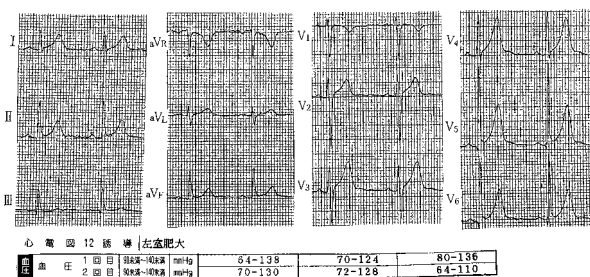 I aVR V1 V4
II aVL V2 V5
III aVF V3 V6
心 電 図 12 誘 導 左室肥大
血圧 血 圧 1 回 目 mmHg 64-138 70-124 80-136
2 回 目 mmHg 70-130 72-128 64-110